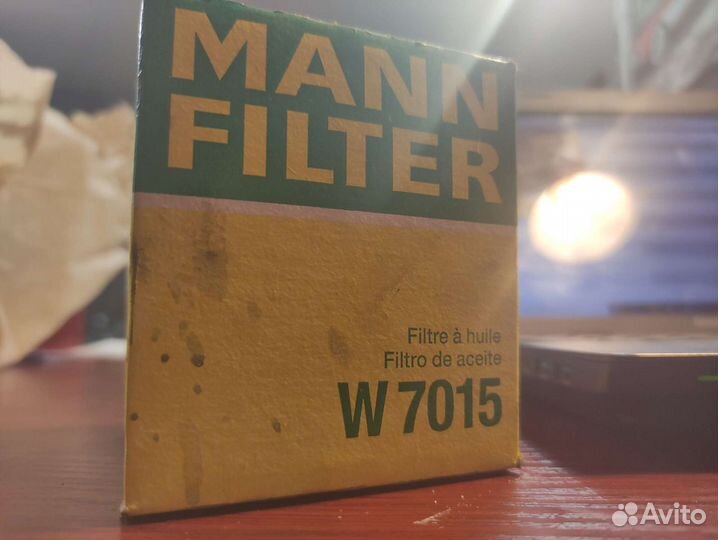 MANN
FILTER
Filtre à huile
Filtro de aceite
W 7015
Avito